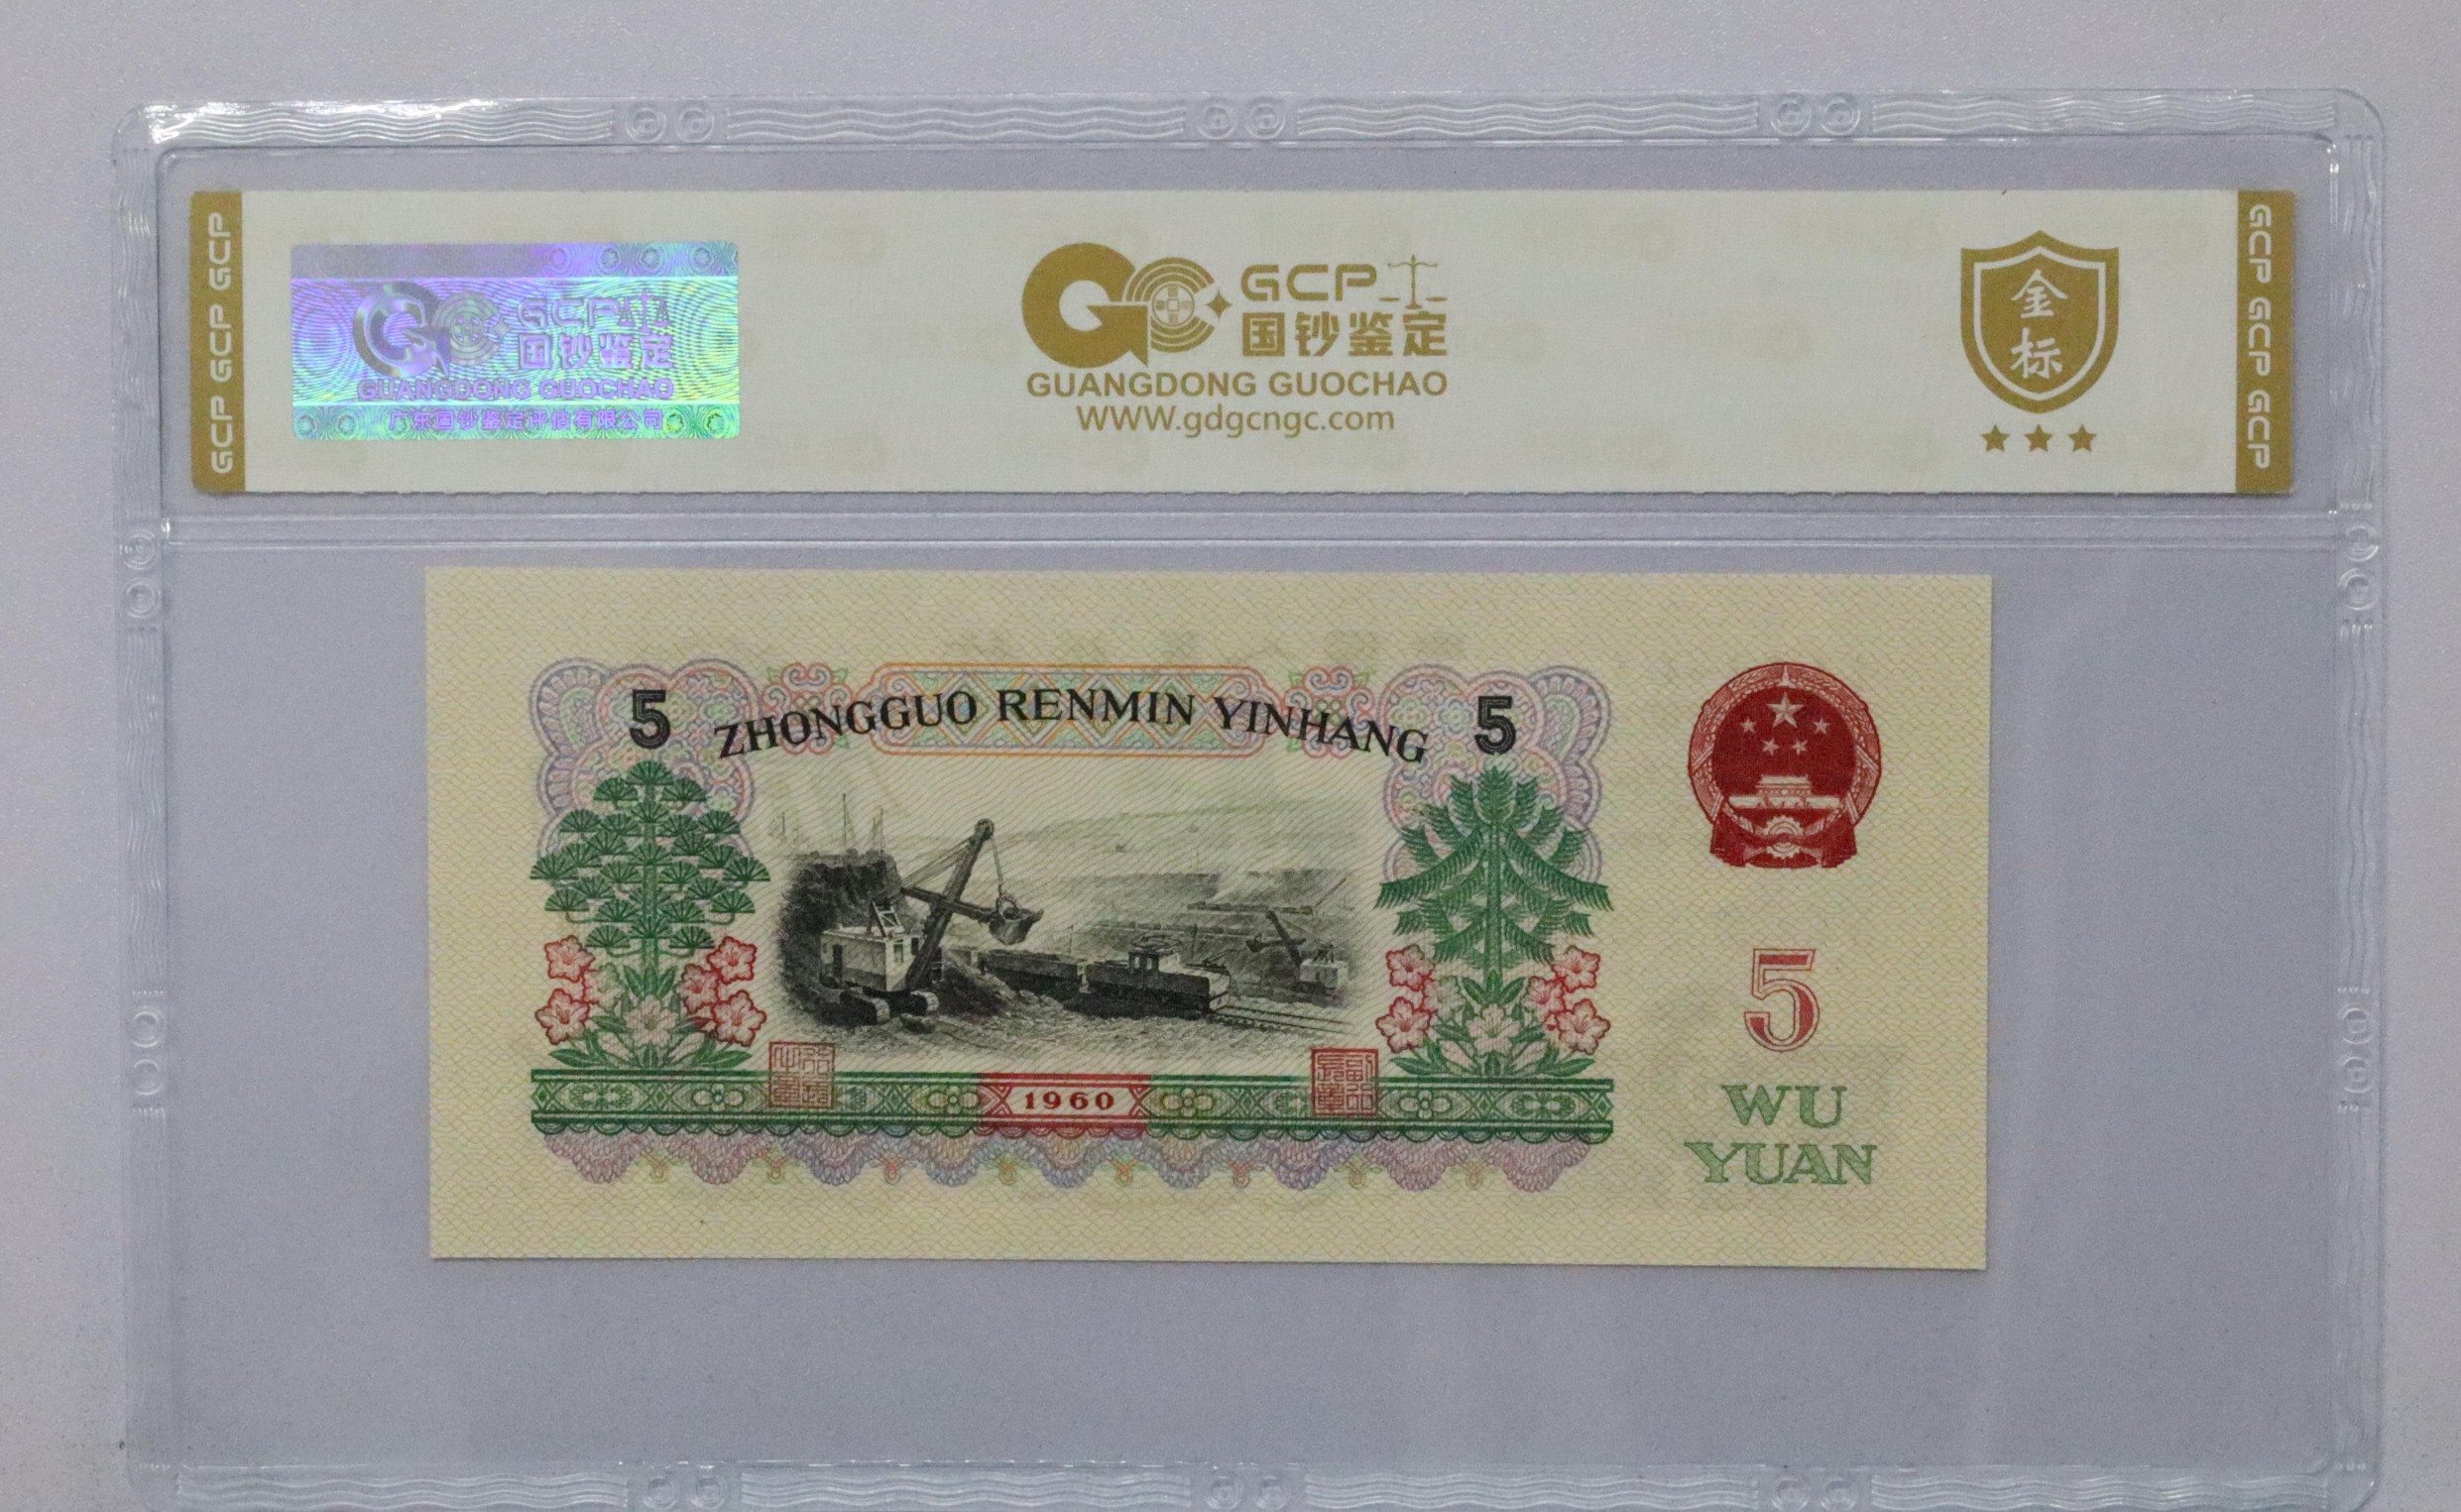 GCP GCP GCP
GCP
国钞鉴定
GUANGDONG GUOCHAO
广东国钞鉴定评估有限公司
GCP
国钞鉴定
GUANGDONG GUOCHAO
WWW.gdgcngc.com
金
标
GCP GCP GCP
5 ZHONGGUO RENMIN YINHANG 5
1960
5
WU
YUAN